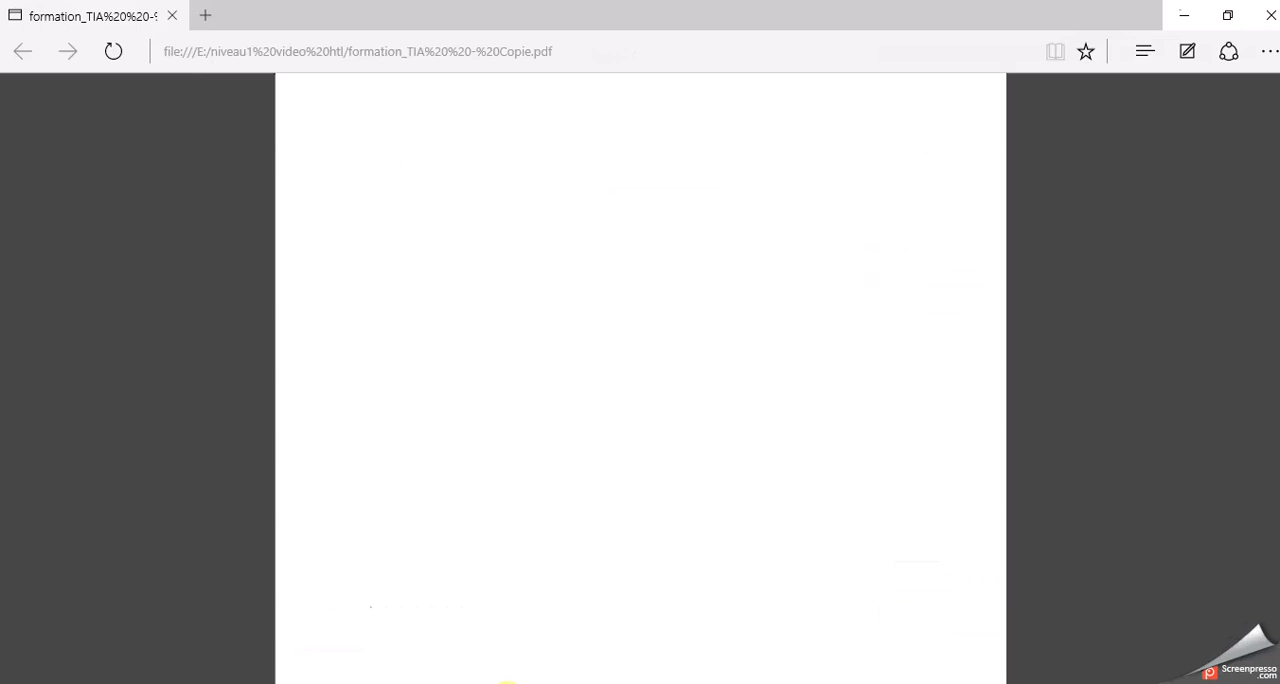 formation_TIA%20%20-%
file:///E:/niveau1%20video%20htl/formation_TIA%20%20-%20Copie.pdf
Screenpresso
.com